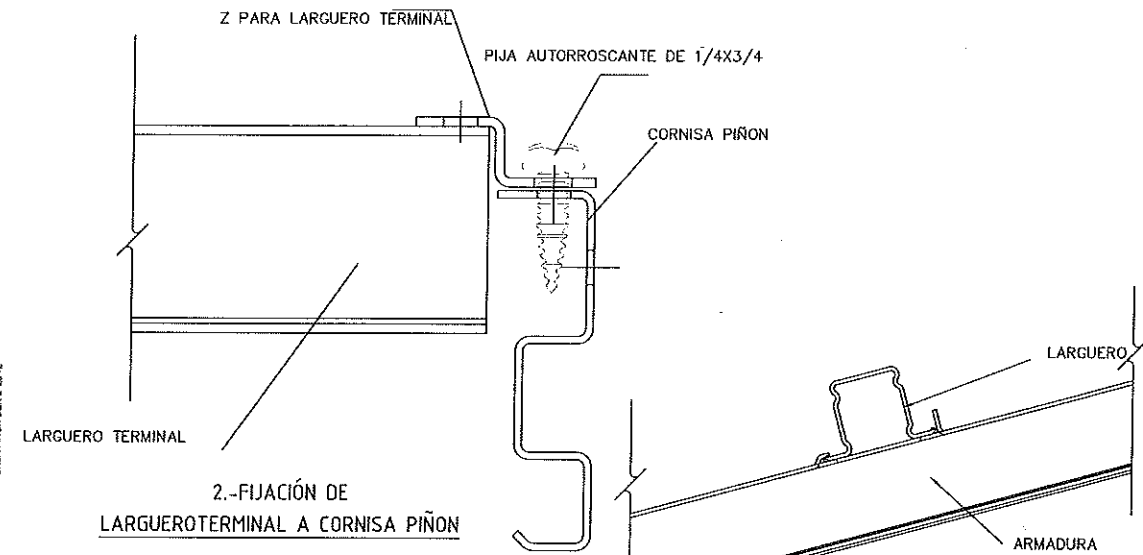 Z PARA LARGUERO TERMINAL
PIJA AUTORROSCANTE DE 1/4X3/4
CORNISA PIÑON
LARGUERO
LARGUERO TERMINAL
2.-FIJACIÓN DE
LARGUEROTERMINAL A CORNISA PIÑON
ARMADURA